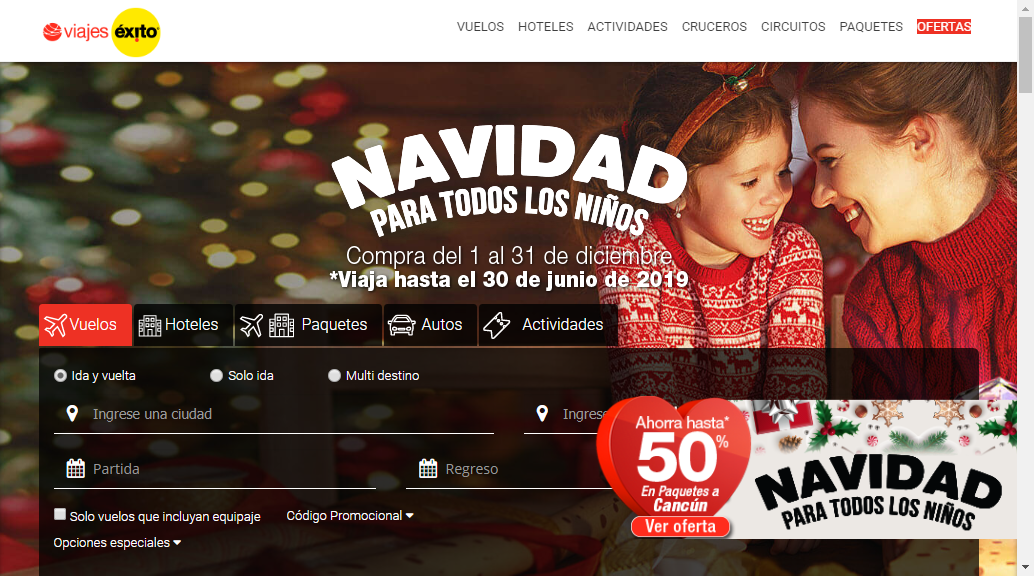 viajes éxito
VUELOS HOTELES ACTIVIDADES CRUCEROS CIRCUITOS PAQUETES OFERTAS
NAVIDAD
PARA TODOS LOS NIÑOS
Compra del 1 al 31 de diciembre
*Viaja hasta el 30 de junio de 2019
Vuelos Hoteles Paquetes Autos Actividades
Ida y vuelta Solo ida Multi destino
Ingrese una ciudad Ingrese
Partida Regreso
Solo vuelos que incluyan equipaje Código Promocional
Opciones especiales
Ahorra hasta*
50%
En Paquetes a
Cancún
Ver oferta
NAVIDAD
PARA TODOS LOS NIÑOS